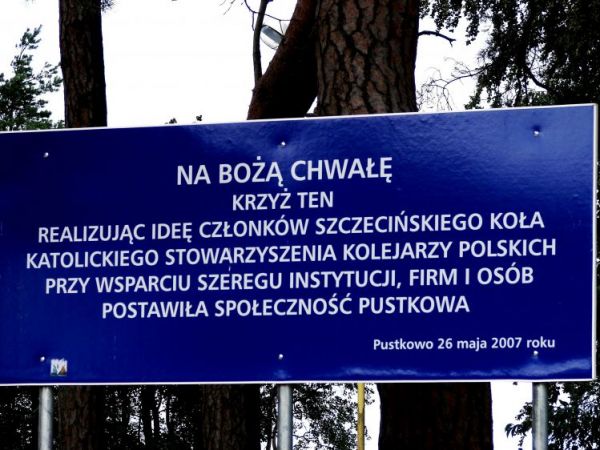 NA BOŻĄ CHWAŁĘ
KRZYŻ TEN
REALIZUJĄC IDEĘ CZŁONKÓW SZCZECIŃSKIEGO KOŁA
KATOLICKIEGO STOWARZYSZENIA KOLEJARZY POLSKICH
PRZY WSPARCIU SZEREGU INSTYTUCJI, FIRM I OSÓB
POSTAWIŁA SPOŁECZNOŚĆ PUSTKOWA
Pustkowo 26 maja 2007 roku